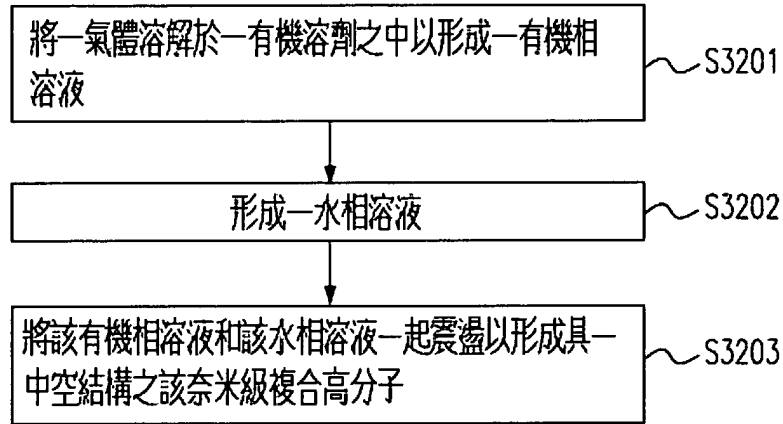 將一氣體溶解於一有機溶劑之中以形成一有機相
溶液
S3201
形成一水相溶液
S3202
將該有機相溶液和該水相溶液一起震盪以形成具一
中空結構之該奈米級複合高分子
S3203